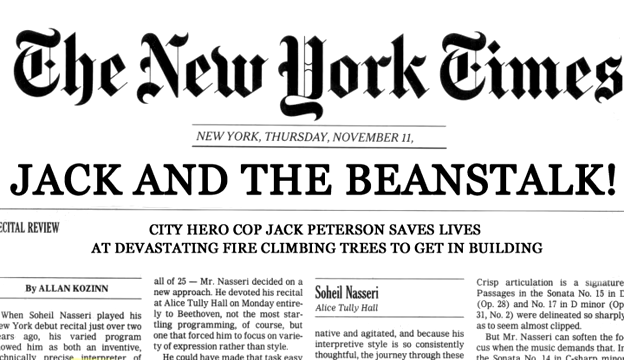 The New York Times
NEW YORK, THURSDAY, NOVEMBER 11,
JACK AND THE BEANSTALK!
ECITAL REVIEW
CITY HERO COP JACK PETERSON SAVES LIVES
AT DEVASTATING FIRE CLIMBING TREES TO GET IN BUILDING
By ALLAN KOZINN
When Soheil Nasseri played his
ew York debut recital just over two
ears ago, his varied program
lowed him as both an inventive,
chnically precise interpreter of
all of 25 — Mr. Nasseri decided on a
new approach. He devoted his recital
at Alice Tully Hall on Monday entire-
ly to Beethoven, not the most star-
tling programming, of course, but
one that forced him to focus on varie-
ty of expression rather than style.
He could have made that task easy
Soheil Nasseri
Alice Tully Hall
native and agitated, and because his
interpretive style is so consistently
thoughtful, the journey through these
Crisp articulation is a signature
Passages in the Sonata No. 15 in D
(Op. 28) and No. 17 in D minor (Op
31, No. 2) were delineated so sharply
as to seem almost clipped.
But Mr. Nasseri can soften the fo-
cus when the music demands that. In
the Sonata No. 14 in C-sharp minor